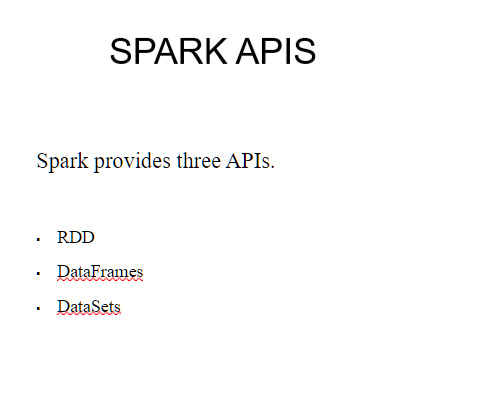 SPARK APIS
Spark provides three APIs.
▪ RDD
▪ DataFrames
▪ DataSets